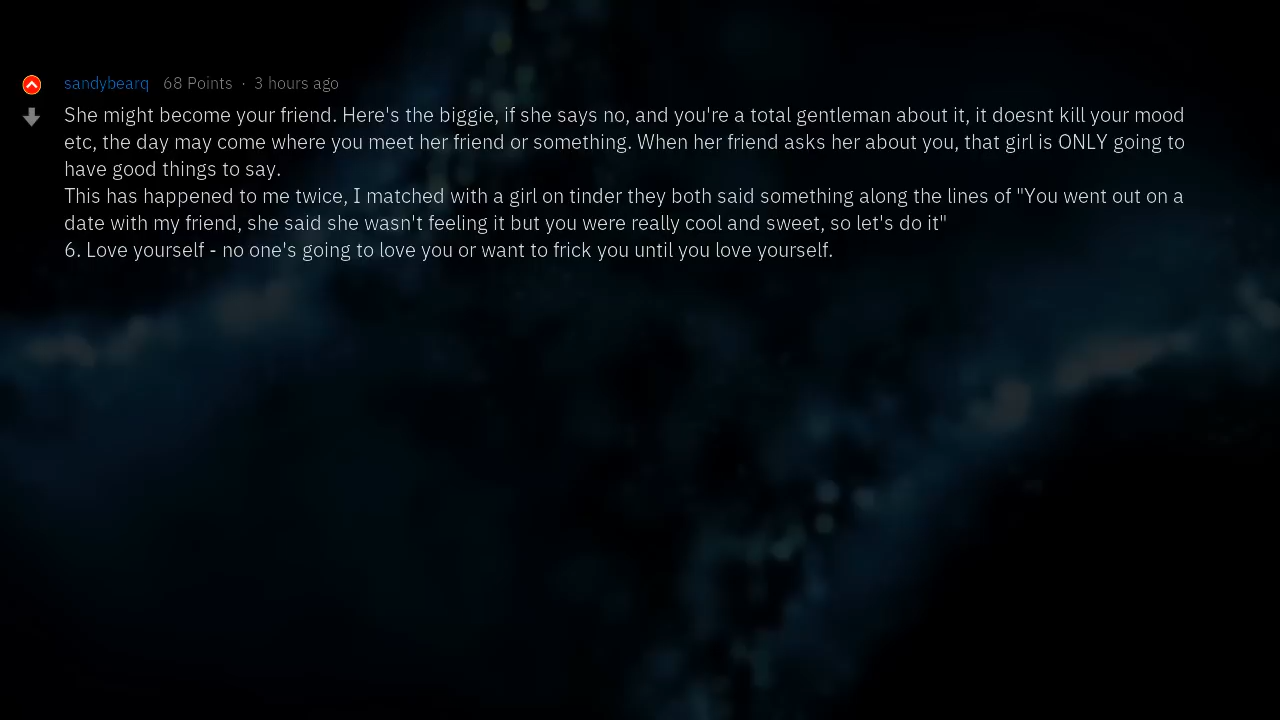 sandybearq 68 Points · 3 hours ago
She might become your friend. Here's the biggie, if she says no, and you're a total gentleman about it, it doesnt kill your mood
etc, the day may come where you meet her friend or something. When her friend asks her about you, that girl is ONLY going to
have good things to say.
This has happened to me twice, I matched with a girl on tinder they both said something along the lines of "You went out on a
date with my friend, she said she wasn't feeling it but you were really cool and sweet, so let's do it"
6. Love yourself - no one's going to love you or want to frick you until you love yourself.